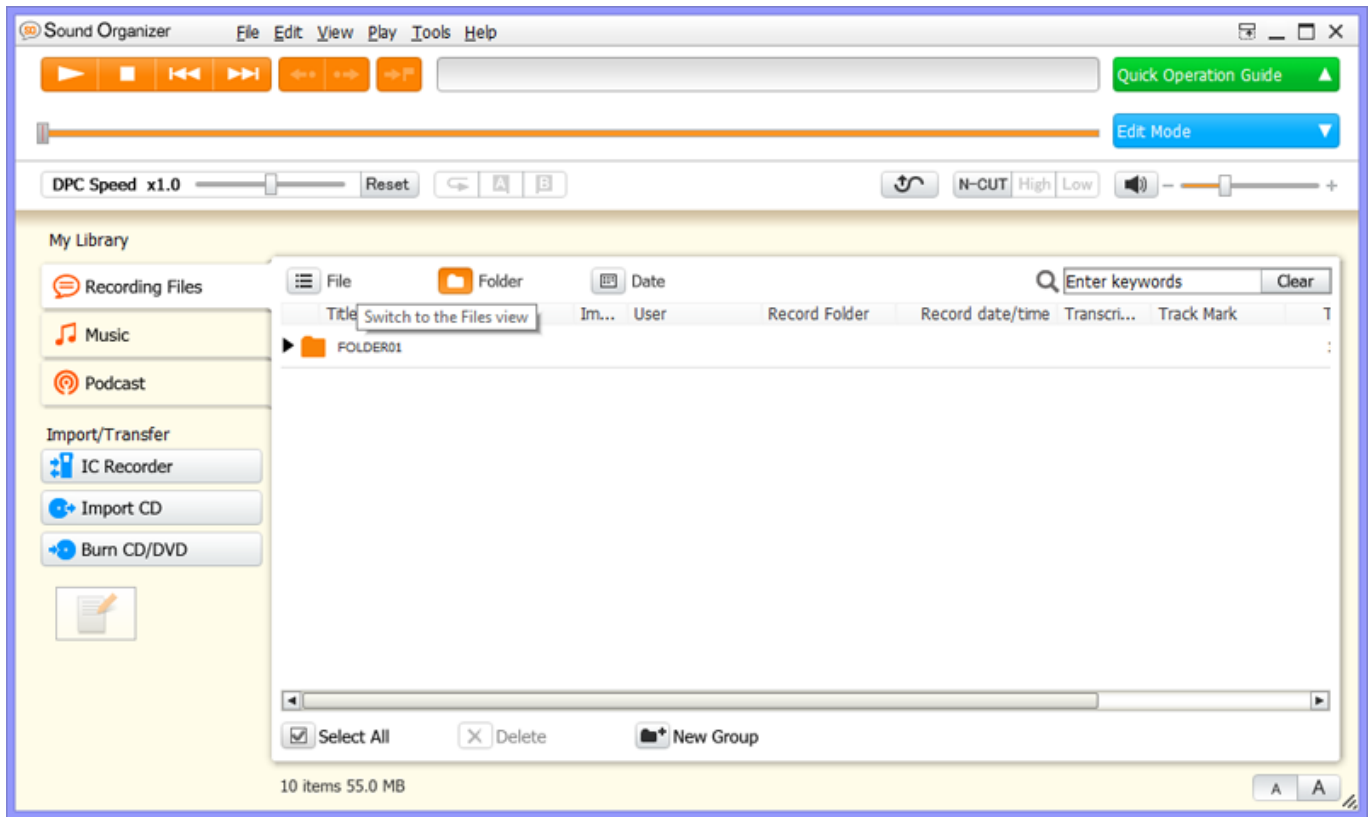 Sound Organizer File Edit View Play Tools Help
Quick Operation Guide
Edit Mode
DPC Speed x1.0 Reset A B N-CUT High Low - +
My Library
Recording Files File Folder Date Enter keywords Clear
Title Switch to the Files view Im... User Record Folder Record date/time Transcri... Track Mark T
Music
FOLDER01
Podcast
Import/Transfer
IC Recorder
Import CD
Burn CD/DVD
Select All Delete New Group
10 items 55.0 MB A A